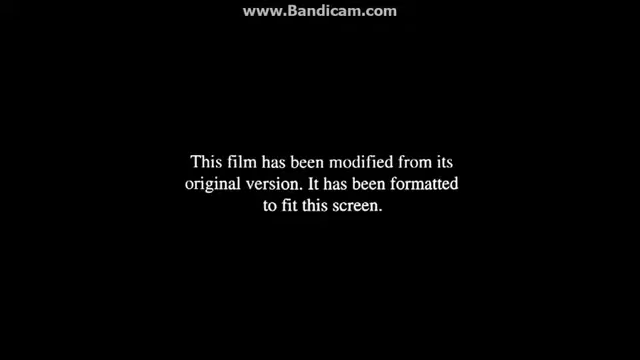 www.Bandicam.com
This film has been modified from its
original version. It has been formatted
to fit this screen.